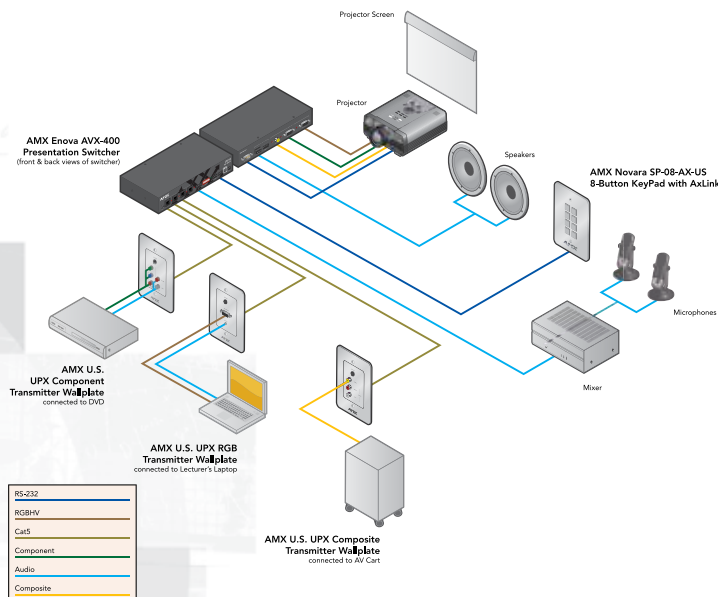 Projector Screen
Projector
AMX Enova AVX-400
Presentation Switcher
(front & back views of switcher)
Speakers
AMX Novara SP-08-AX-US
8-Button KeyPad with AxLink
Microphones
Mixer
AMX U.S.
UPX Component
Transmitter Wallplate
connected to DVD
AMX U.S. UPX RGB
Transmitter Wallplate
connected to Lecturer's Laptop
AMX U.S. UPX Composite
Transmitter Wallplate
connected to AV Cart
RS-232
RGBHV
Cat5
Component
Audio
Composite